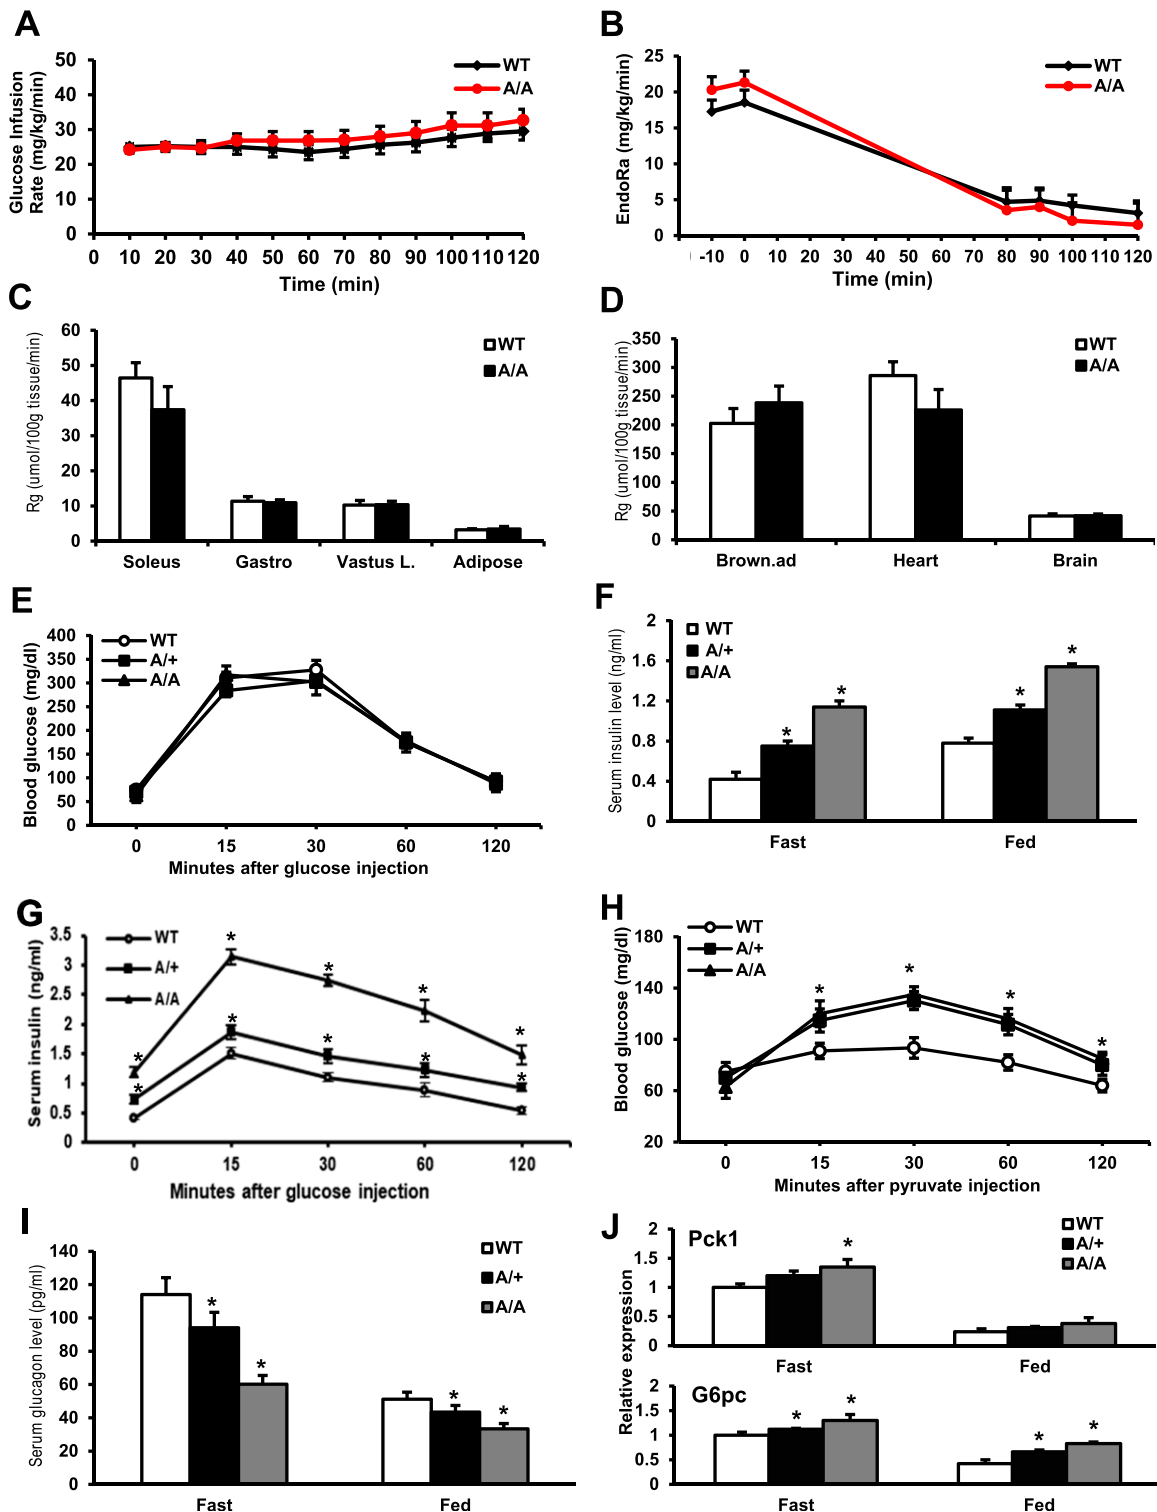 A
Glucose Infusion
Rate (mg/kg/min)
50
40
30
20
10
0
WT
A/A
0 10 20 30 40 50 60 70 80 90 100 110 120
Time (min)
B
EndoRa (mg/kg/min)
25
20
15
10
5
0
WT
A/A
-10 0 10 20 30 40 50 60 70 80 90 100 110 120
Time (min)
C
Rg (umol/100g tissue/min)
60
50
40
30
20
10
0
WT
A/A
Soleus Gastro Vastus L. Adipose
D
Rg (umol/100g tissue/min)
350
300
250
200
150
100
50
0
WT
A/A
Brown.ad Heart Brain
E
Blood glucose (mg/dl)
400
350
300
250
200
150
100
50
0
WT
A/+
A/A
0 15 30 60 120
Minutes after glucose injection
F
Serum insulin level (ng/ml)
2
1.6
1.2
0.8
0.4
0
WT
A/+
A/A
* * * *
Fast Fed
G
Serum insulin (ng/ml)
3.5
3
2.5
2
1.5
1
0.5
0
WT
A/+
A/A
* * * * *
* * * * *
0 15 30 60 120
Minutes after glucose injection
H
Blood glucose (mg/dl)
180
140
100
60
20
WT
A/+
A/A
* * * *
0 15 30 60 120
Minutes after pyruvate injection
I
Serum glucagon level (pg/ml)
140
120
100
80
60
40
20
0
WT
A/+
A/A
* * * *
Fast Fed
J
Relative expression
Pck1
2
1.5
1
0.5
0
WT
A/+
A/A
*
Fast Fed
G6pc
2
1.5
1
0.5
0
* * * *
Fast Fed